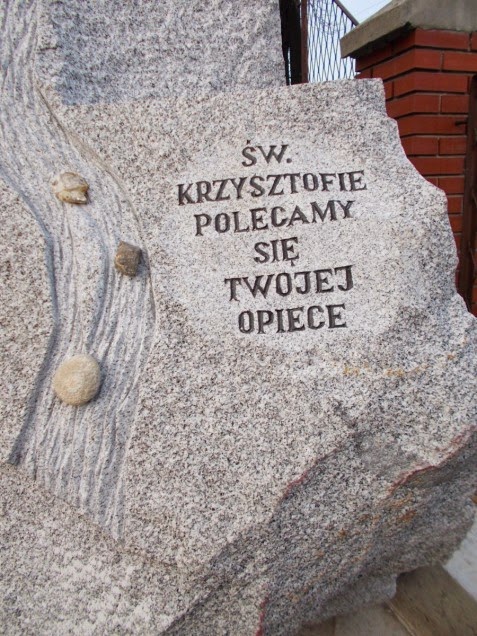 ŚW.
KRZYSZTOFIE
POLECAMY
SIĘ
TWOJEJ
OPIECE